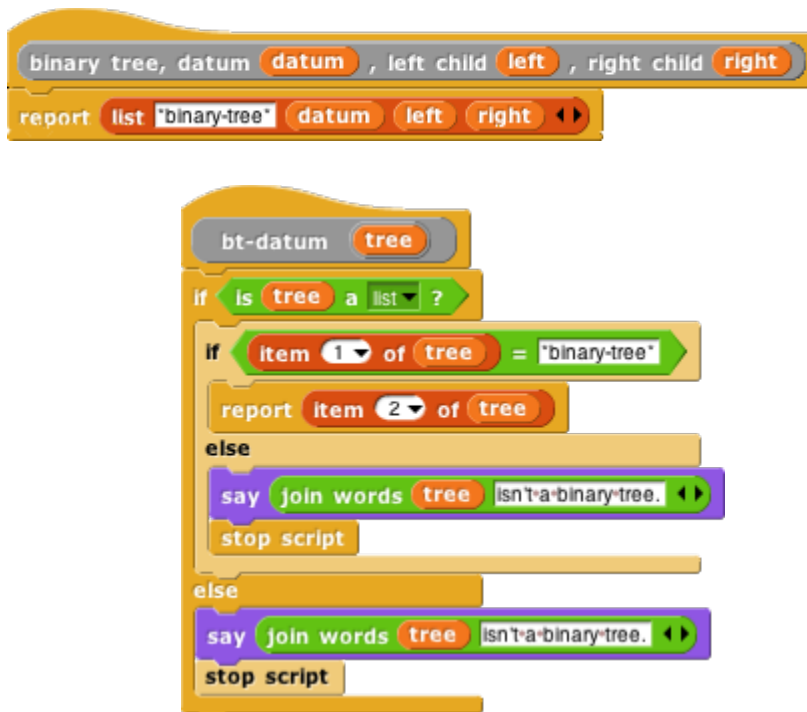 binary tree, datum datum , left child left , right child right
report list "binary-tree" datum left right
bt-datum tree
if is tree a list ?
if item 1 of tree = "binary-tree"
report item 2 of tree
else
say join words tree isn't a binary tree.
stop script
else
say join words tree isn't a binary tree.
stop script